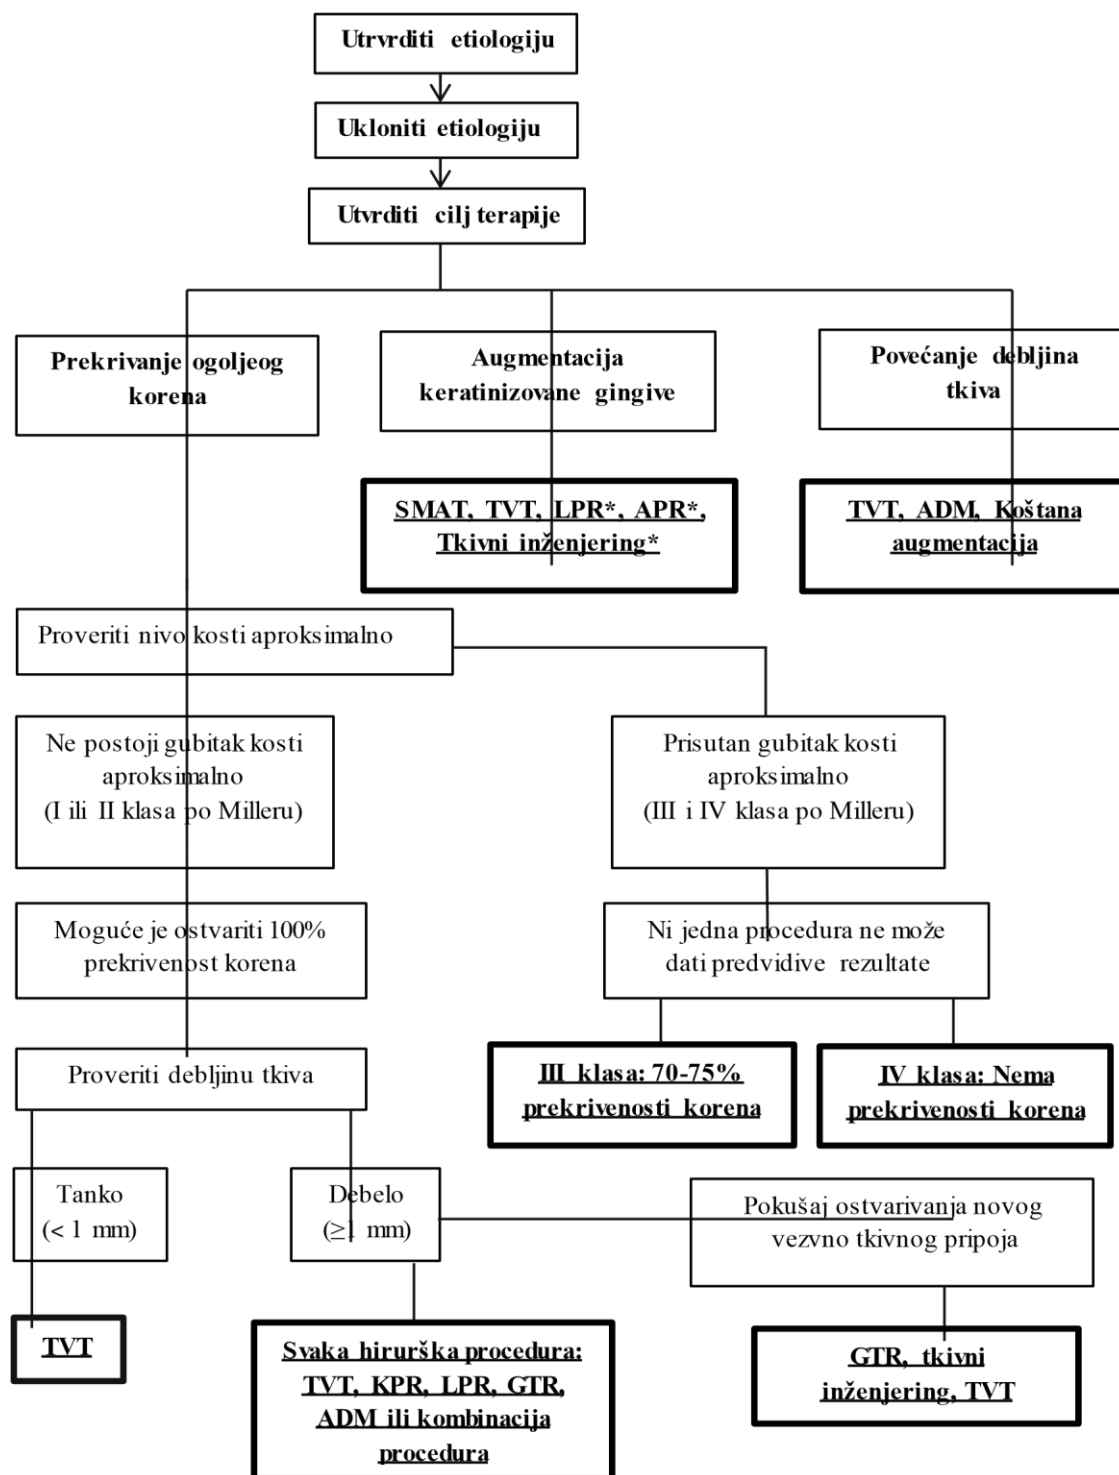 Utrvrditi etiologiju
Ukloniti etiologiju
Utvrditi cilj terapije
Prekrivanje ogoljeog
korena
Augmentacija
keratinizovane gingive
Povećanje debljina
tkiva
SMAT, TVT, LPR*, APR*,
Tkivni inženjering*
TVT, ADM, Koštana
augmentacija
Proveriti nivo kosti aproksimalno
Ne postoji gubitak kosti
aproksimalno
(I ili II klasa po Milleru)
Prisutan gubitak kosti
aproksimalno
(III i IV klasa po Milleru)
Moguće je ostvariti 100%
prekrivenost korena
Ni jedna procedura ne može
dati predvidive rezultate
III klasa: 70-75%
prekrivenosti korena
IV klasa: Nema
prekrivenosti korena
Proveriti debljinu tkiva
Tanko
(< 1 mm)
Debelo
(≥1 mm)
Pokušaj ostvarivanja novog
vezvno tkivnog pripoja
TVT
Svaka hirurška procedura:
TVT, KPR, LPR, GTR,
ADM ili kombinacija
procedura
GTR, tkivni
inženjering, TVT